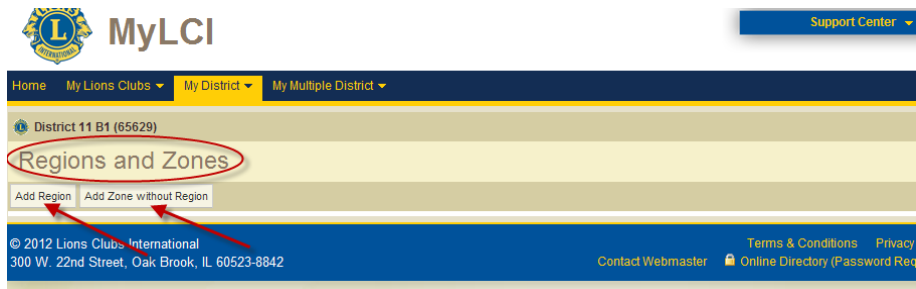 MyLCI
Support Center
Home My Lions Clubs My District My Multiple District
District 11 B1 (65629)
Regions and Zones
Add Region Add Zone without Region
© 2012 Lions Clubs International Terms & Conditions Privacy
300 W. 22nd Street, Oak Brook, IL 60523-8842 Contact Webmaster Online Directory (Password Req